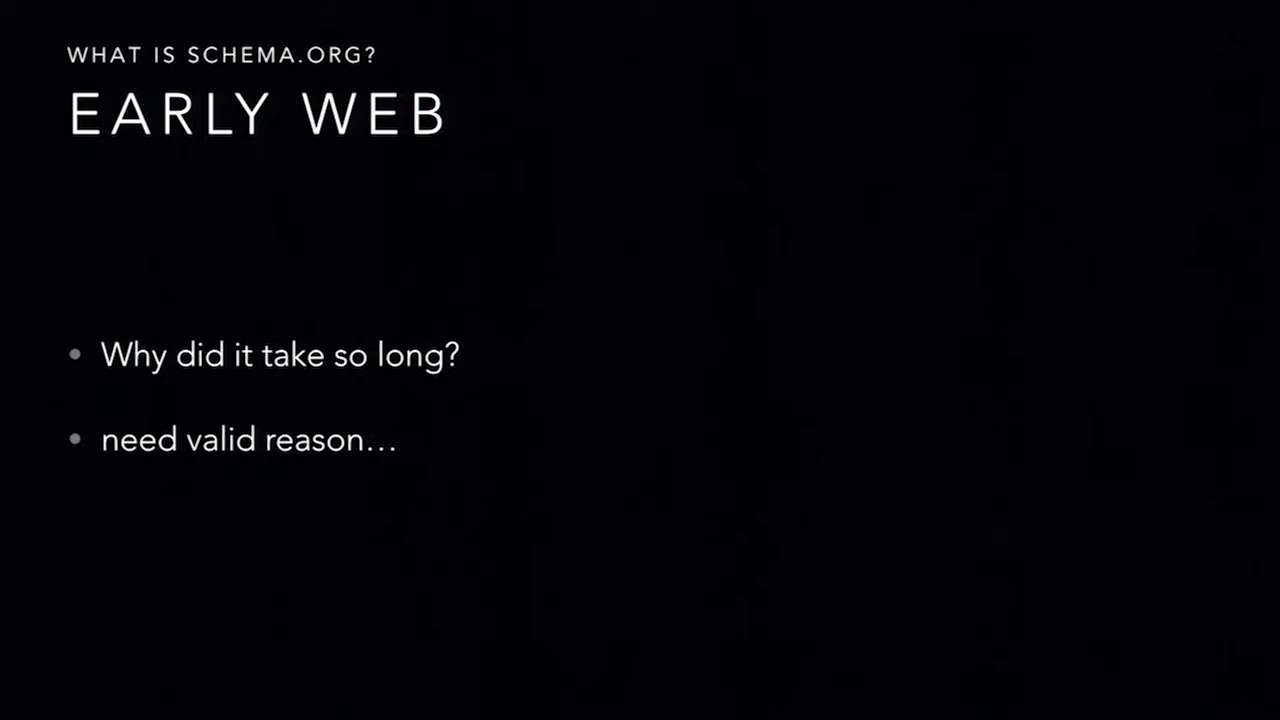 WHAT IS SCHEMA.ORG?
EARLY WEB
• Why did it take so long?
• need valid reason…